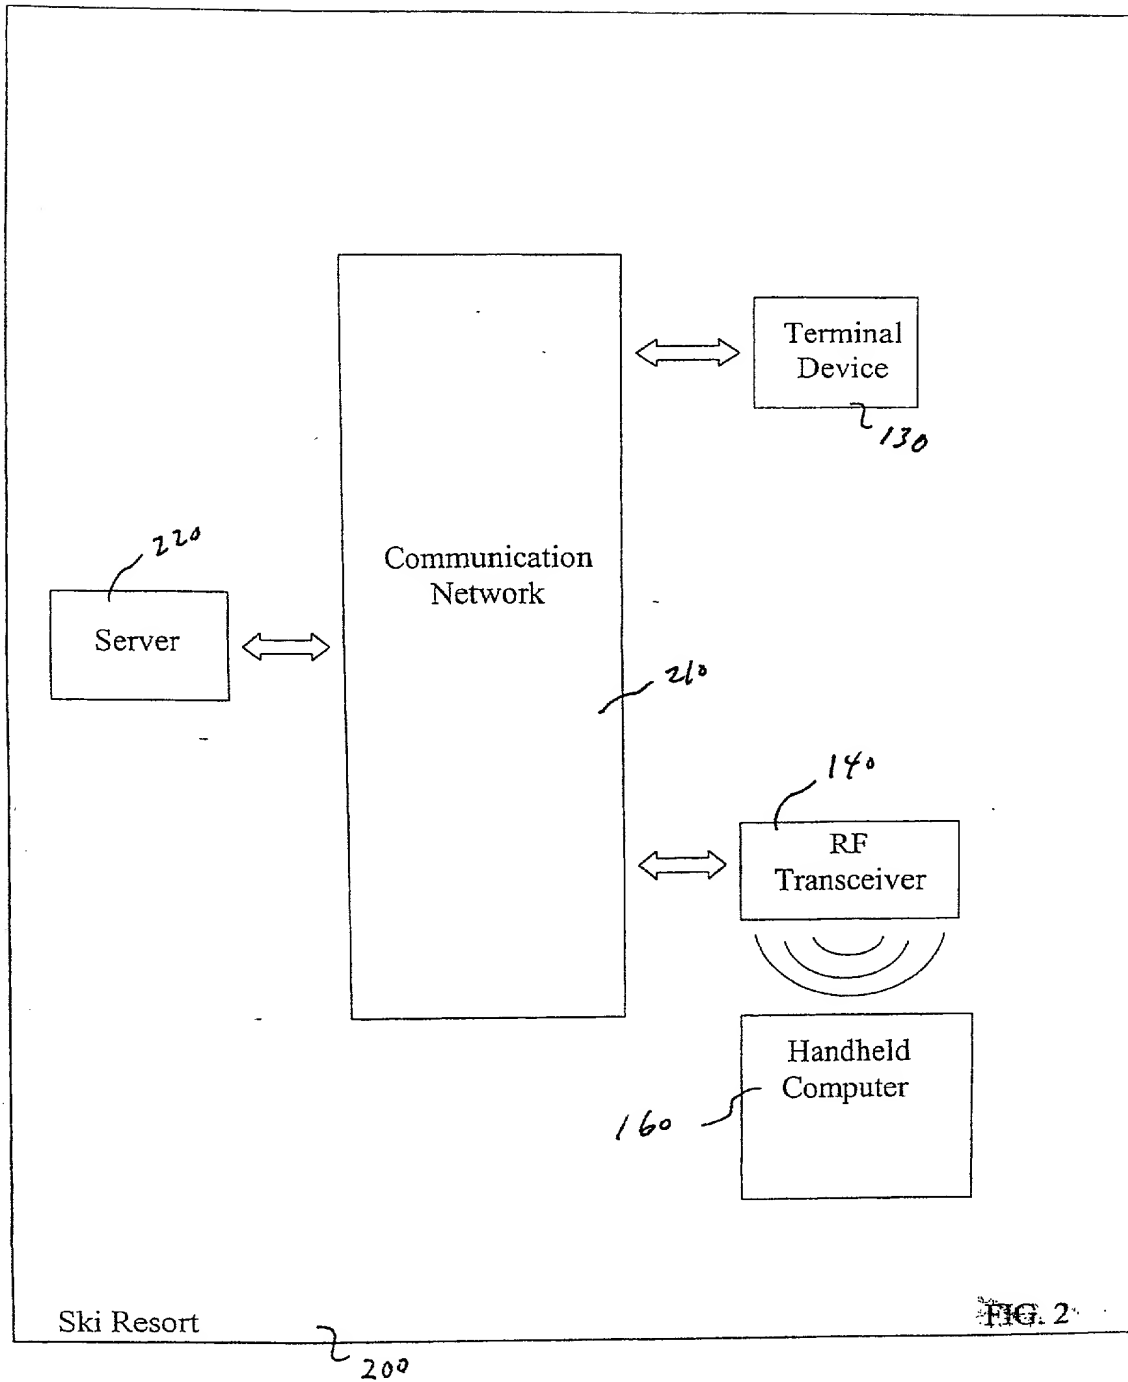 Terminal
Device
130
220
Communication
Network
Server
210
140
RF
Transceiver
Handheld
Computer
160
Ski Resort
FIG. 2
200